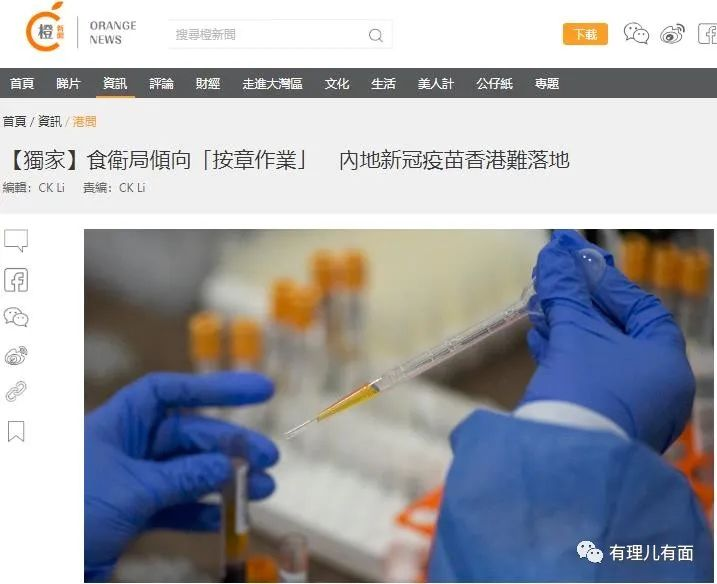 橙 新聞 ORANGE NEWS
搜尋橙新聞
下載
首頁 睇片 資訊 評論 財經 走進大灣區 文化 生活 美人計 公仔紙 專題
首頁 / 資訊 / 港聞
【獨家】食衛局傾向「按章作業」 內地新冠疫苗香港難落地
編輯：CK Li 責編：CK Li
有理儿有面